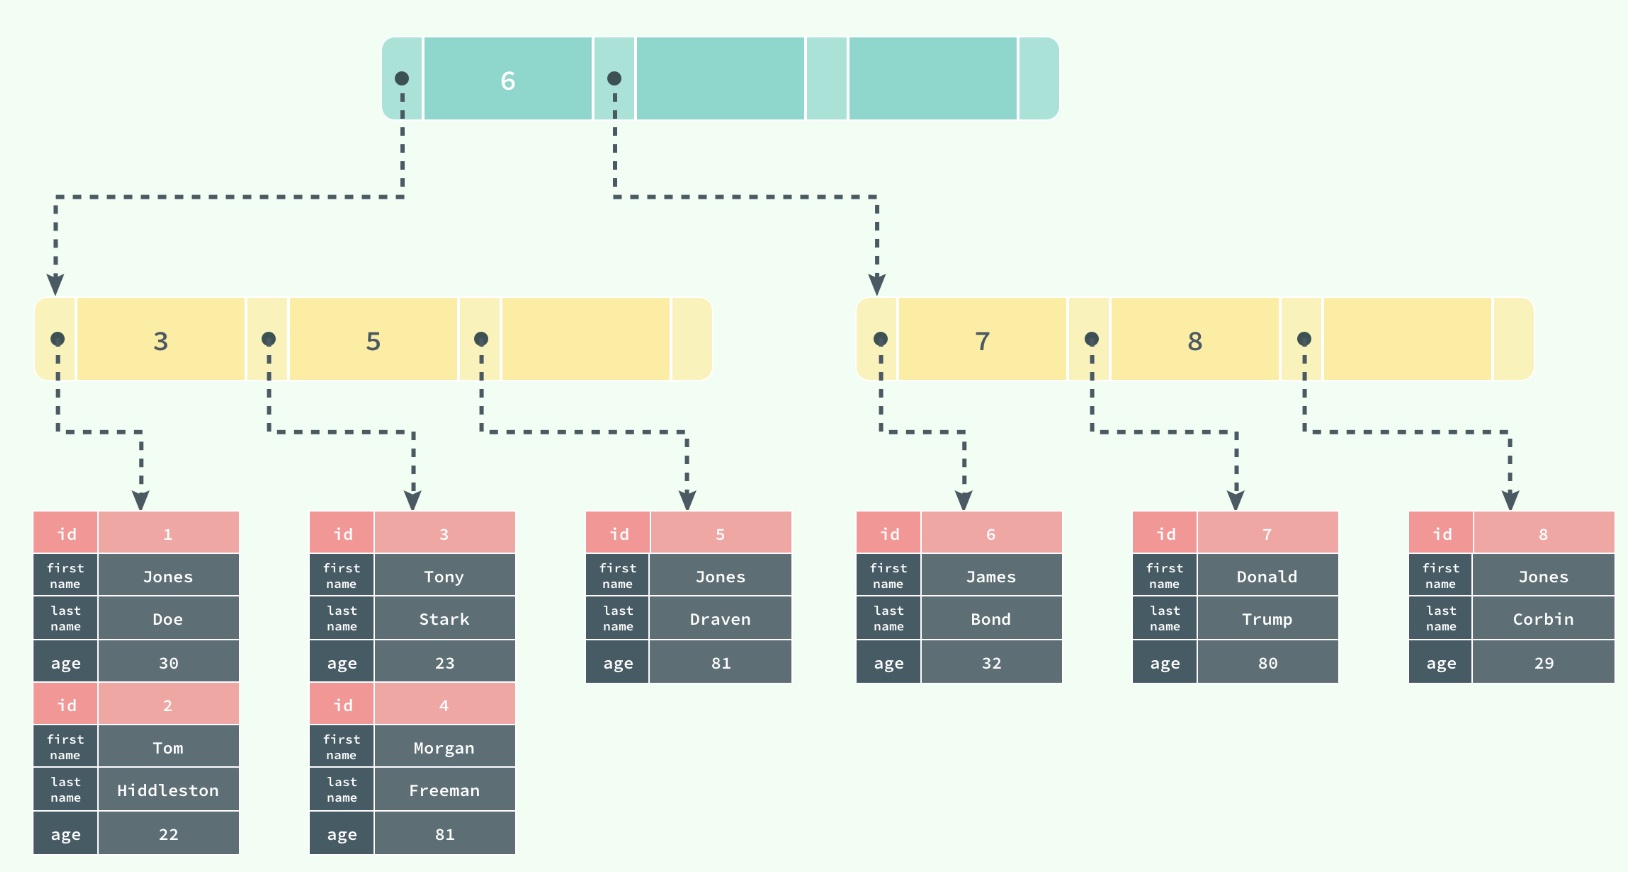 6
3 5
7 8
id 1
first name Jones
last name Doe
age 30
id 2
first name Tom
last name Hiddleston
age 22
id 3
first name Tony
last name Stark
age 23
id 4
first name Morgan
last name Freeman
age 81
id 5
first name Jones
last name Draven
age 81
id 6
first name James
last name Bond
age 32
id 7
first name Donald
last name Trump
age 80
id 8
first name Jones
last name Corbin
age 29